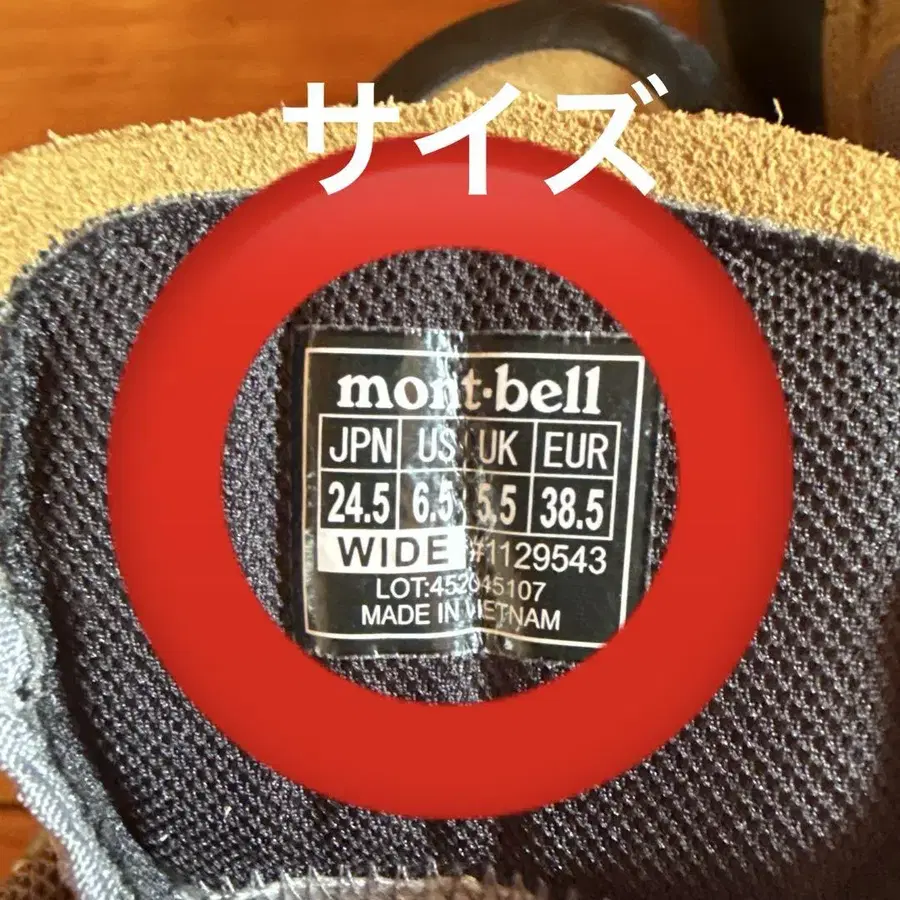 サイズ
mont-bell
JPN US UK EUR
24.5 6.5 5.5 38.5
WIDE #1129543
LOT:452045107
MADE IN VIETNAM